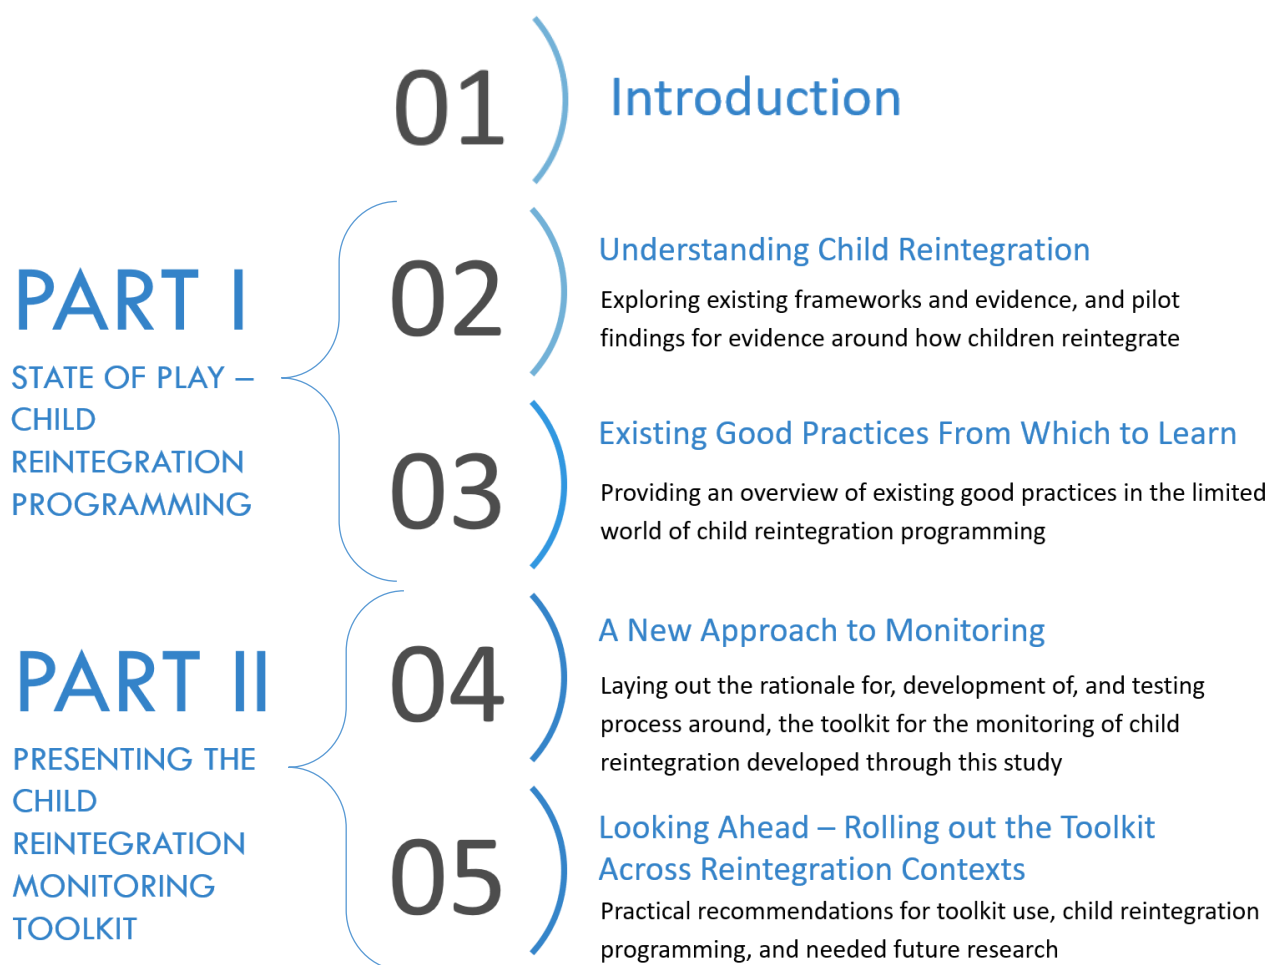 01
Introduction
PART I
STATE OF PLAY –
CHILD
REINTEGRATION
PROGRAMMING
02
Understanding Child Reintegration
Exploring existing frameworks and evidence, and pilot
findings for evidence around how children reintegrate
03
Existing Good Practices From Which to Learn
Providing an overview of existing good practices in the limited
world of child reintegration programming
PART II
PRESENTING THE
CHILD
REINTEGRATION
MONITORING
TOOLKIT
04
A New Approach to Monitoring
Laying out the rationale for, development of, and testing
process around, the toolkit for the monitoring of child
reintegration developed through this study
05
Looking Ahead – Rolling out the Toolkit
Across Reintegration Contexts
Practical recommendations for toolkit use, child reintegration
programming, and needed future research